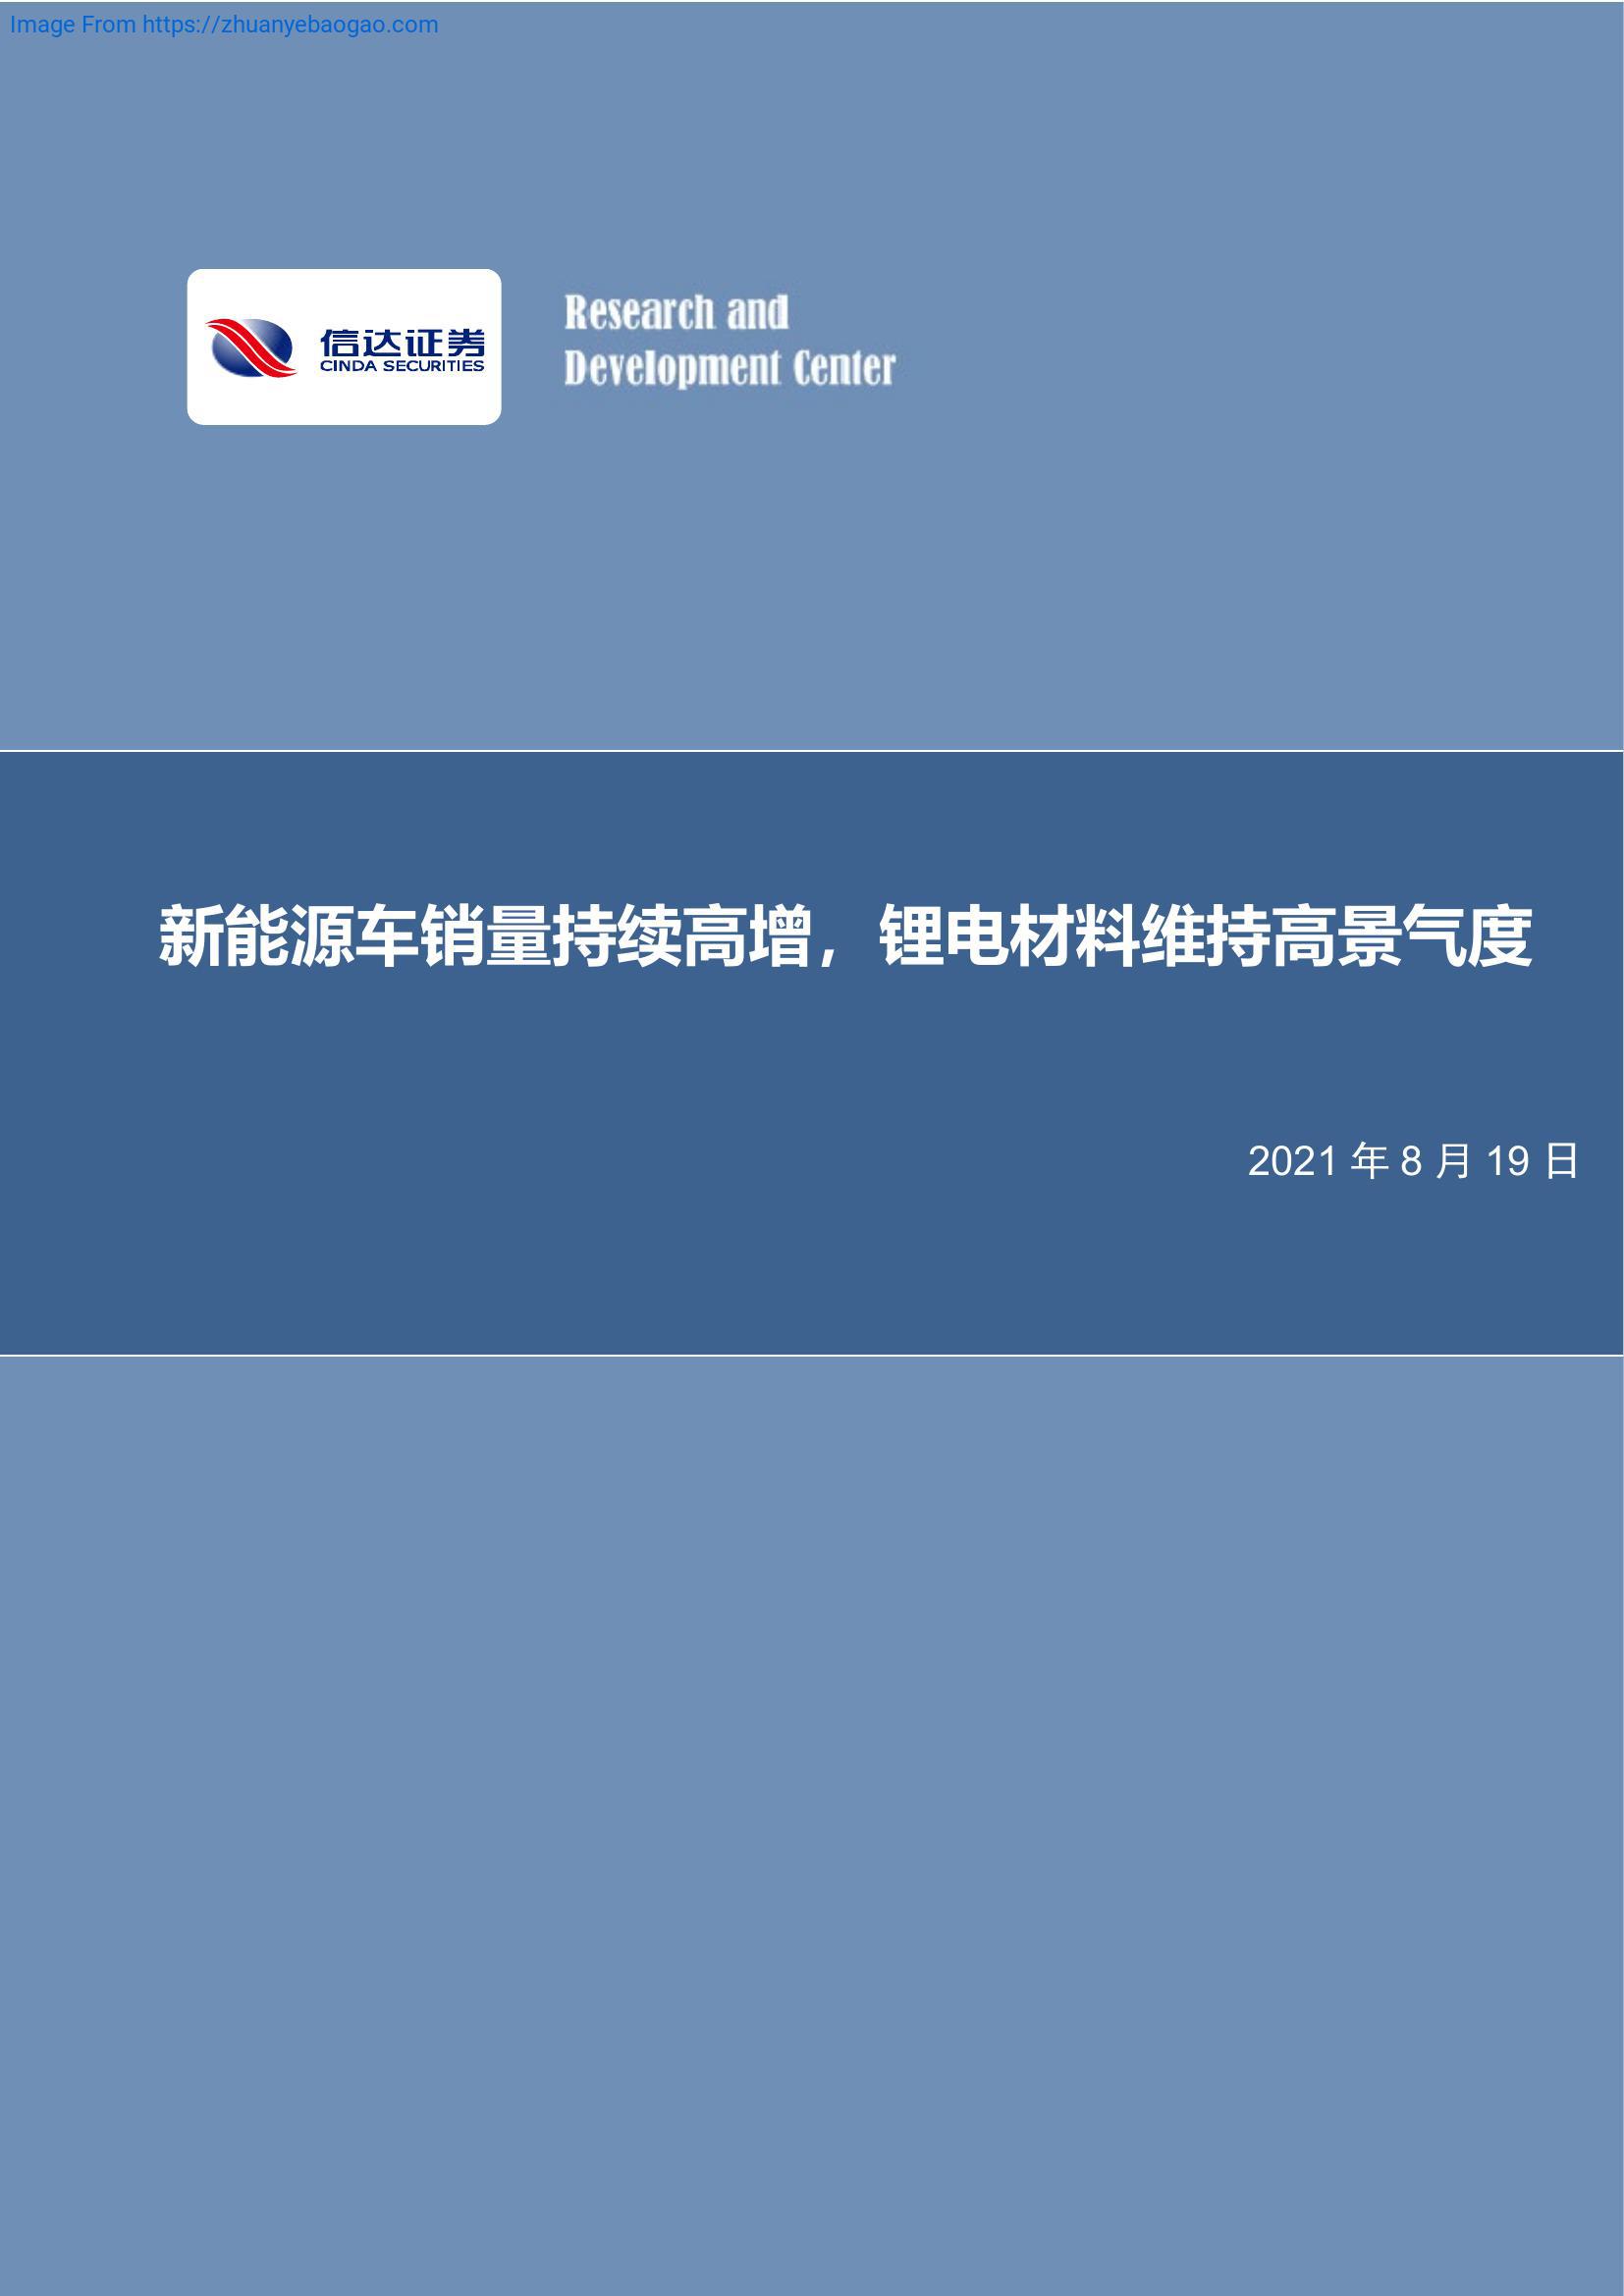 Image From https://zhuanyebaogao.com
信达证券
CINDA SECURITIES
Research and
Development Center
新能源车销量持续高增，锂电材料维持高景气度
2021 年 8 月 19 日